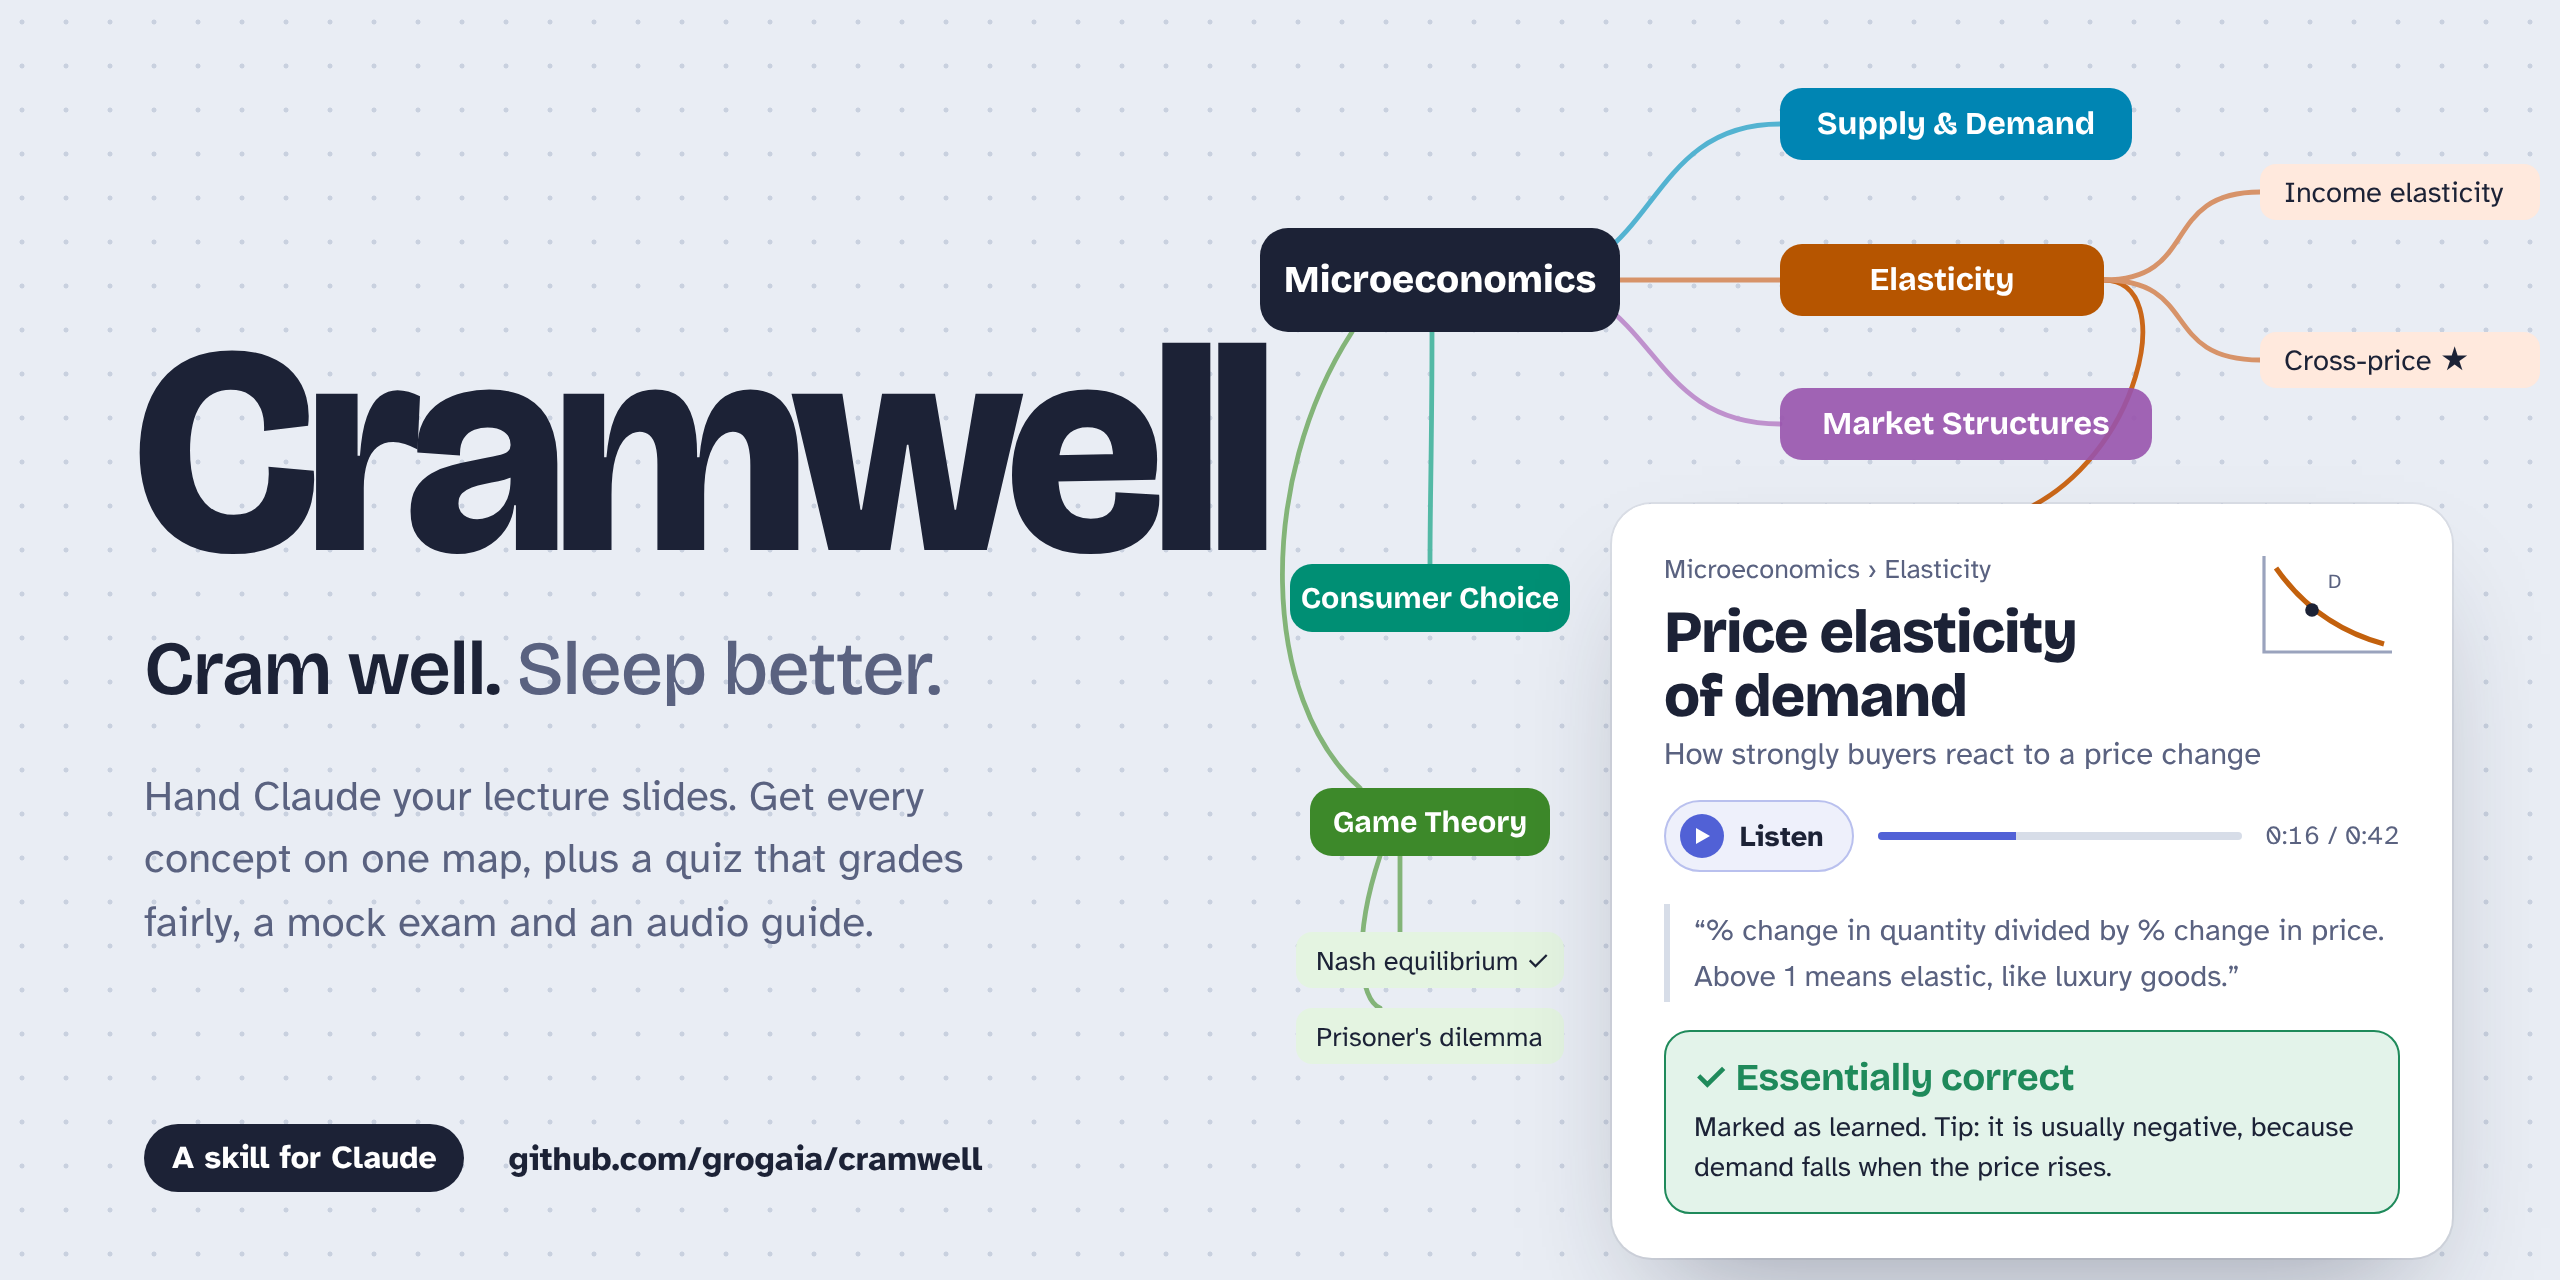 Cramwell
Cram well. Sleep better.
Hand Claude your lecture slides. Get every
concept on one map, plus a quiz that grades
fairly, a mock exam and an audio guide.
A skill for Claude
github.com/grogaia/cramwell
Microeconomics
Supply & Demand
Elasticity
Market Structures
Income elasticity
Cross-price ★
Consumer Choice
Game Theory
Nash equilibrium ✓
Prisoner's dilemma
Microeconomics › Elasticity
D
Price elasticity
of demand
How strongly buyers react to a price change
Listen
0:16 / 0:42
“% change in quantity divided by % change in price.
Above 1 means elastic, like luxury goods.”
✓ Essentially correct
Marked as learned. Tip: it is usually negative, because
demand falls when the price rises.